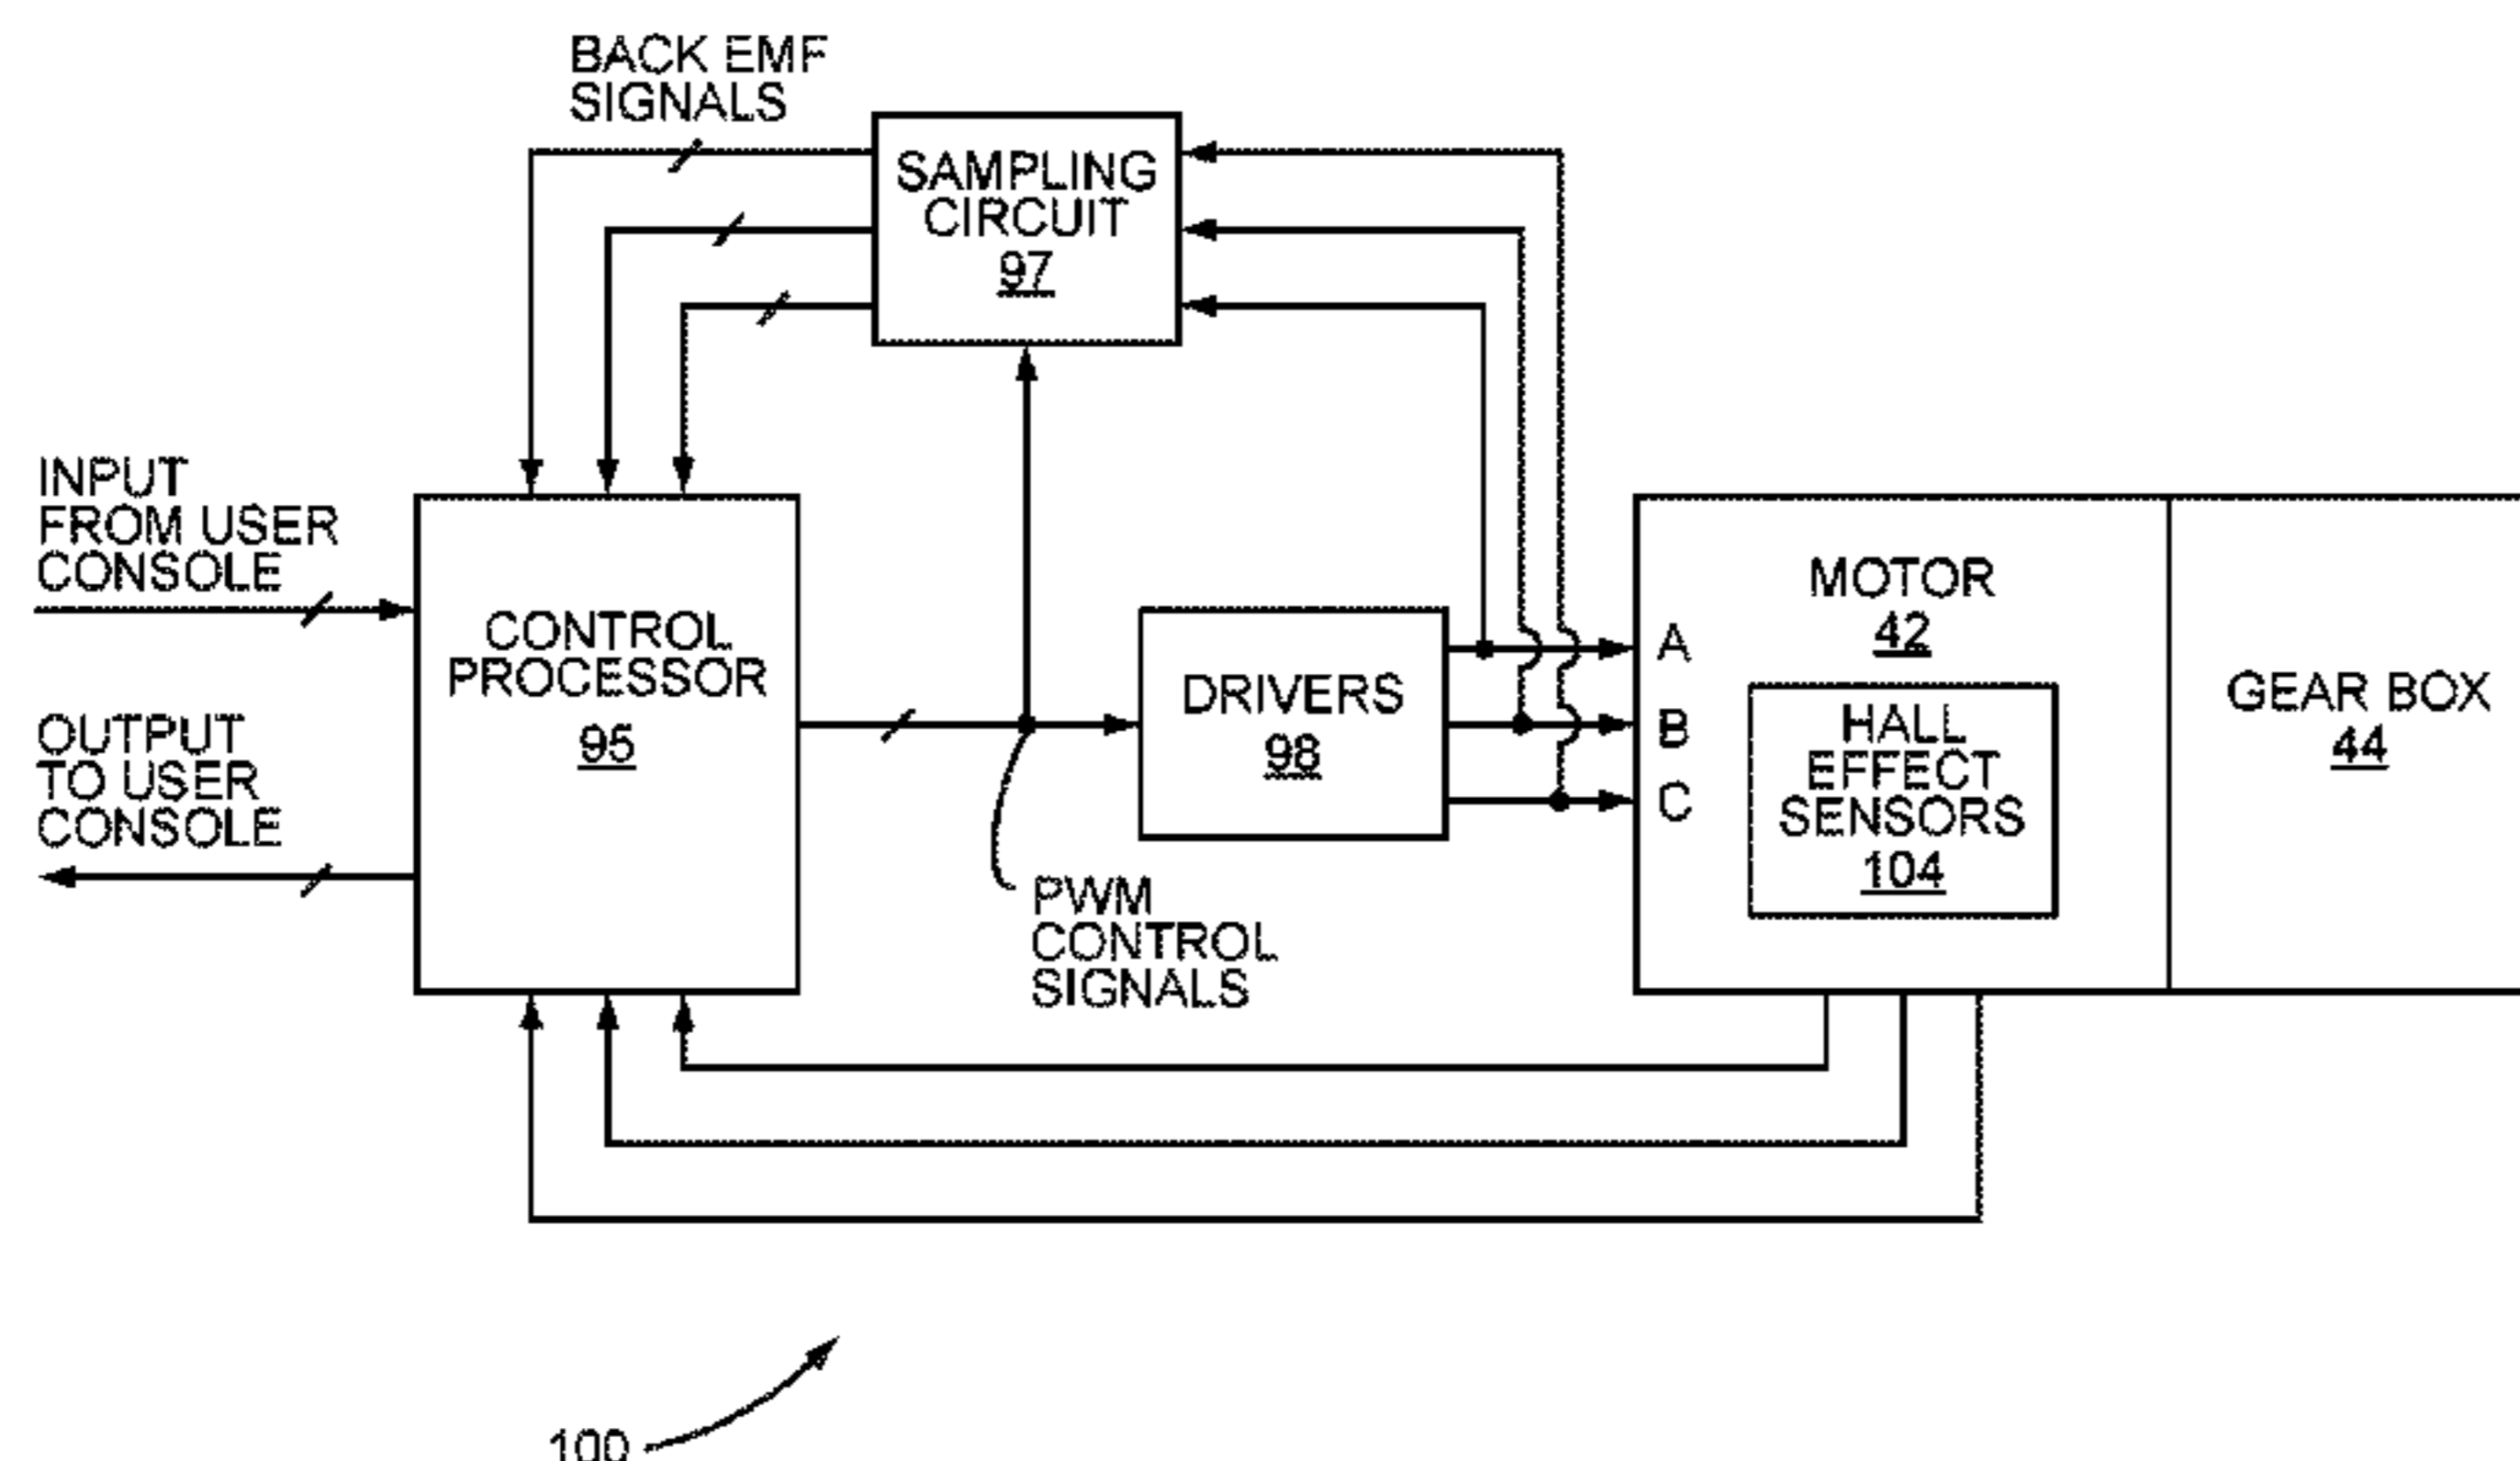 BACK EMF
SIGNALS
SAMPLING
CIRCUIT
97
INPUT
FROM USER
CONSOLE
OUTPUT
TO USER
CONSOLE
CONTROL
PROCESSOR
95
DRIVERS
98
PWM
CONTROL
SIGNALS
A
B
C
MOTOR
42
HALL
EFFECT
SENSORS
104
GEAR BOX
44
100